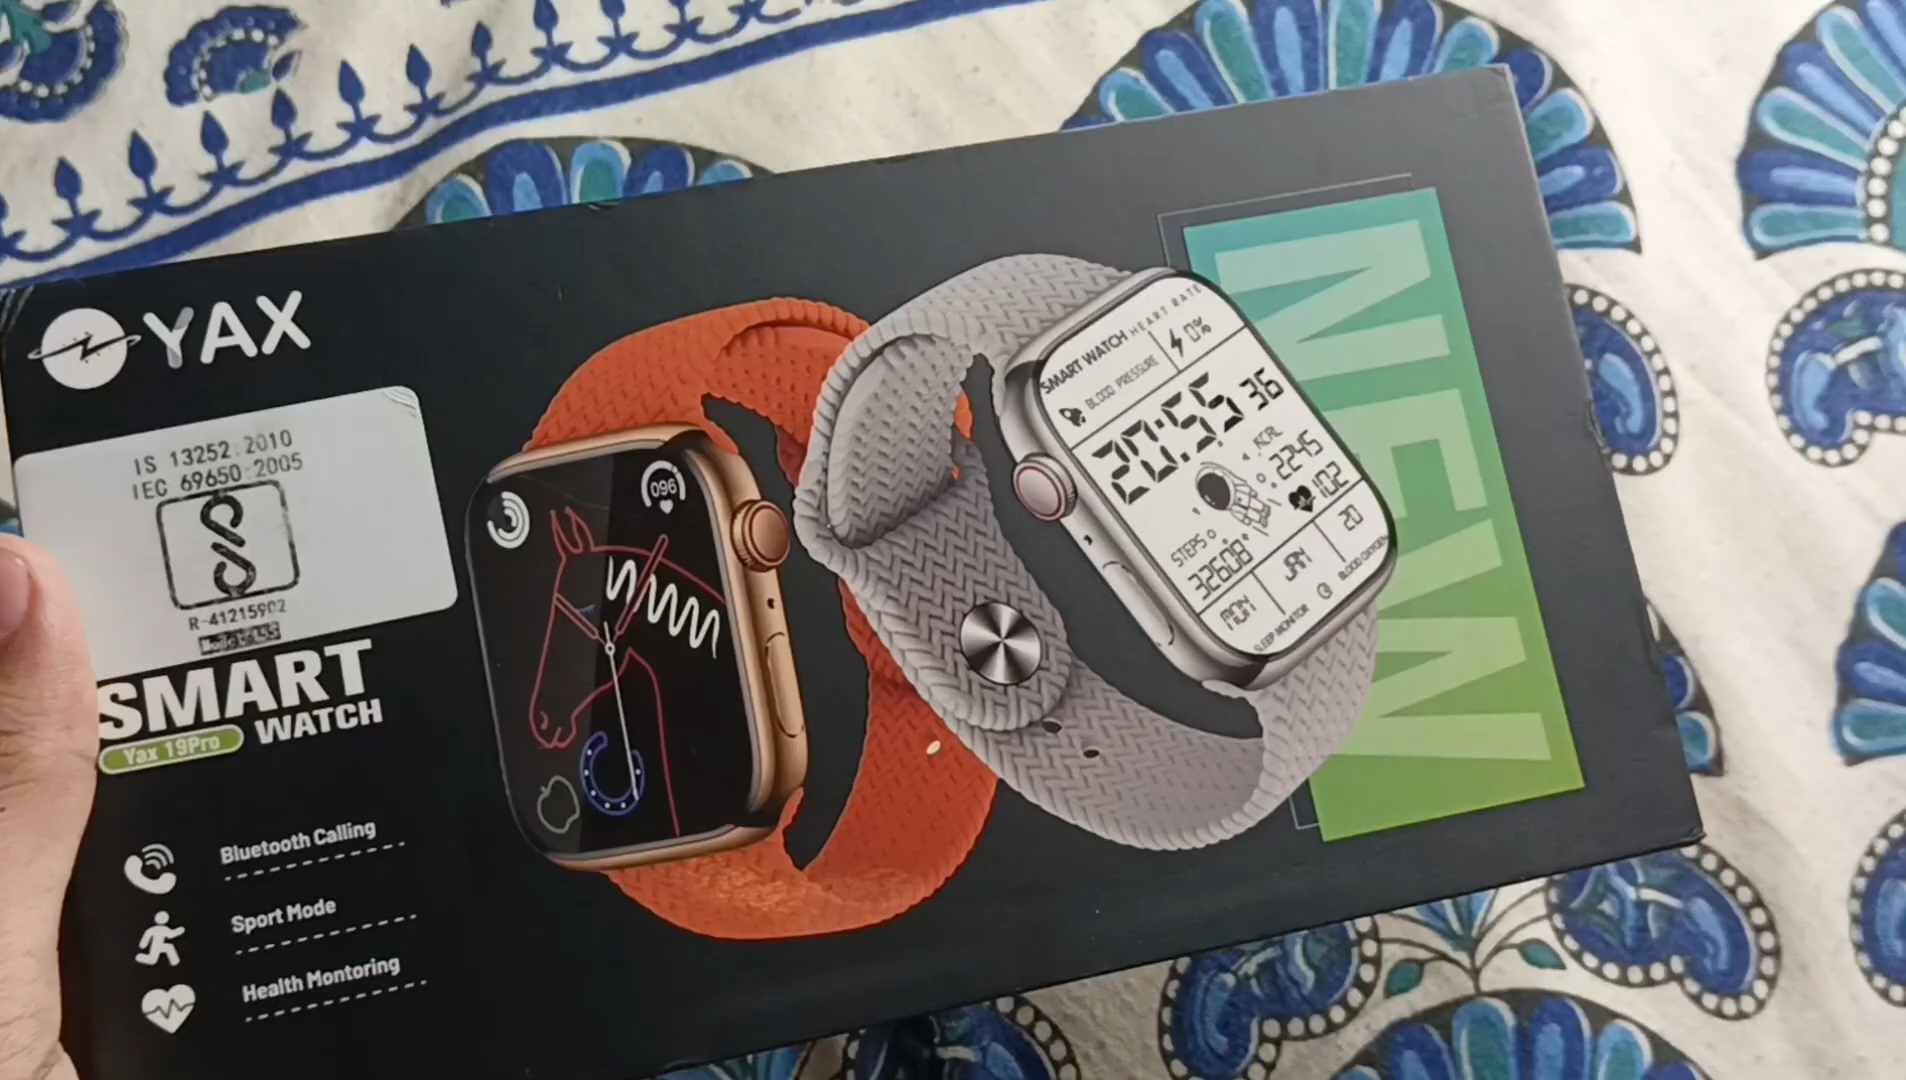 YAX
IS 13252:2010
IEC 69650:2005
R-41215902
SMART
WATCH
Yax 19Pro
Bluetooth Calling
Sport Mode
Health Montoring
096
SMART WATCH HEART RATE
BLOOD PRESSURE
0%
20:55 36
KCAL
2245
102
STEPS
32608
MON
JAN
20
SLEEP MONITOR
BLOOD OXYGEN
NEW